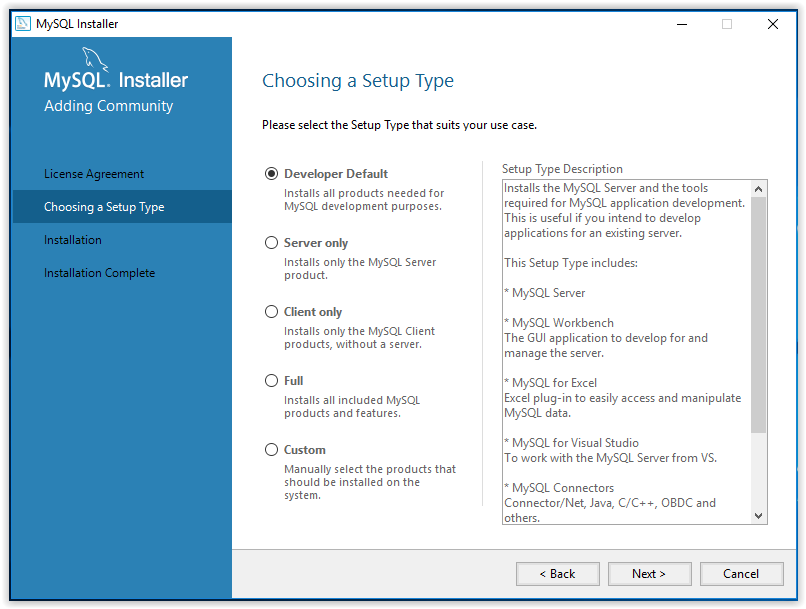 MySQL Installer
MySQL. Installer
Adding Community
License Agreement
Choosing a Setup Type
Installation
Installation Complete
Choosing a Setup Type
Please select the Setup Type that suits your use case.
Developer Default
Installs all products needed for
MySQL development purposes.
Server only
Installs only the MySQL Server
product.
Client only
Installs only the MySQL Client
products, without a server.
Full
Installs all included MySQL
products and features.
Custom
Manually select the products that
should be installed on the
system.
Setup Type Description
Installs the MySQL Server and the tools
required for MySQL application development.
This is useful if you intend to develop
applications for an existing server.
This Setup Type includes:
* MySQL Server
* MySQL Workbench
The GUI application to develop for and
manage the server.
* MySQL for Excel
Excel plug-in to easily access and manipulate
MySQL data.
* MySQL for Visual Studio
To work with the MySQL Server from VS.
* MySQL Connectors
Connector/Net, Java, C/C++, OBDC and
others.
< Back
Next >
Cancel